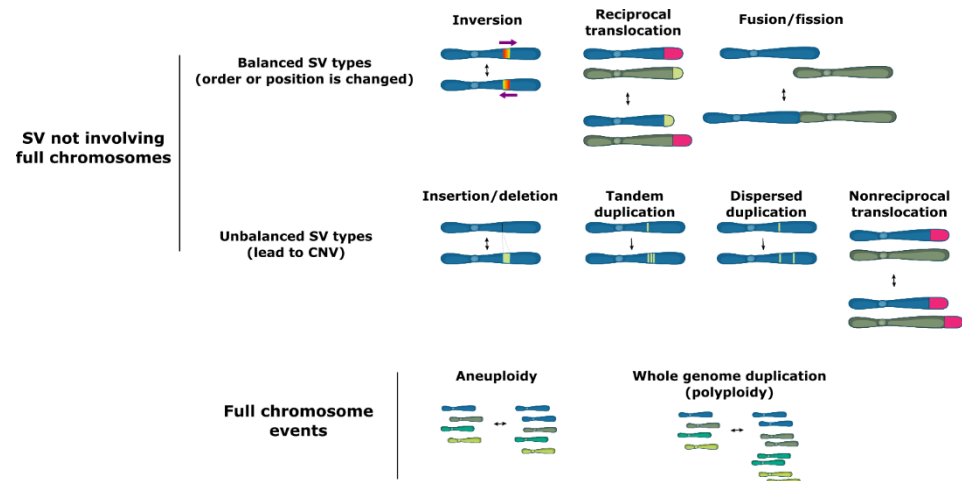 Inversion
Reciprocal
translocation
Fusion/fission
Balanced SV types
(order or position is changed)
SV not involving
full chromosomes
Insertion/deletion
Tandem
duplication
Dispersed
duplication
Nonreciprocal
translocation
Unbalanced SV types
(lead to CNV)
Aneuploidy
Whole genome duplication
(polyploidy)
Full chromosome
events